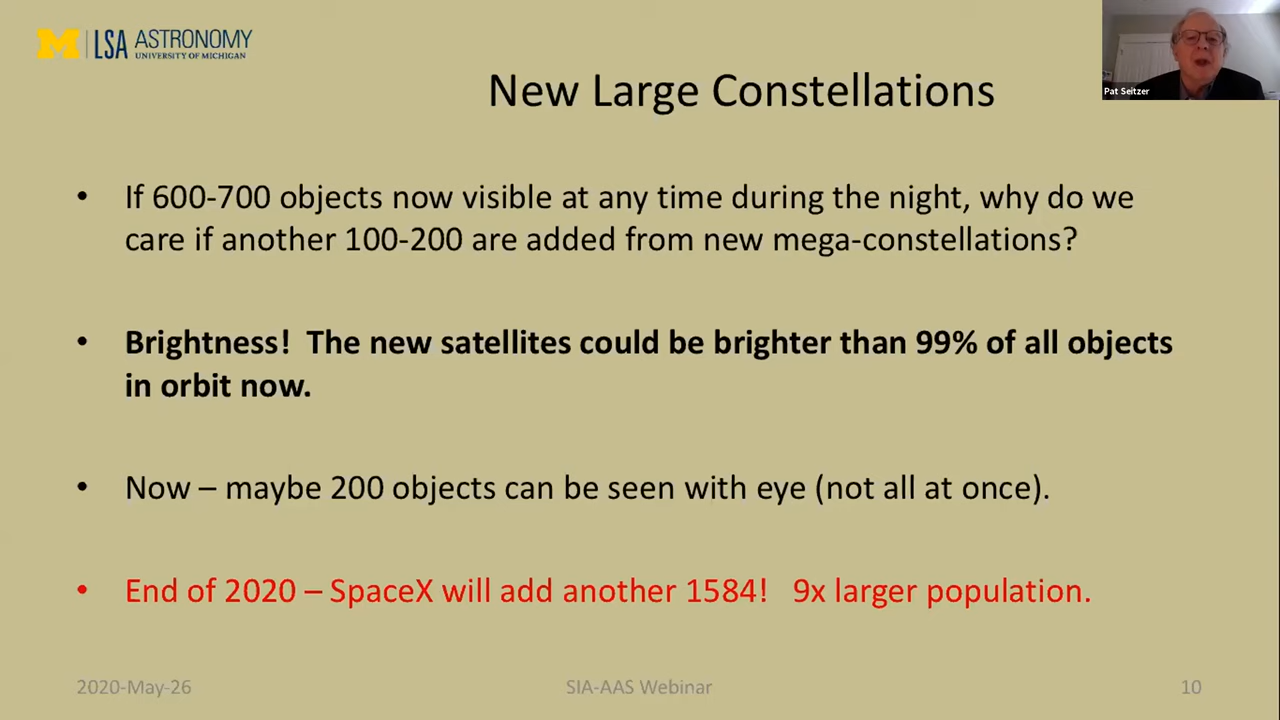 M LSA ASTRONOMY
UNIVERSITY OF MICHIGAN
Pat Seitzer
New Large Constellations
• If 600-700 objects now visible at any time during the night, why do we
care if another 100-200 are added from new mega-constellations?
• Brightness!  The new satellites could be brighter than 99% of all objects
in orbit now.
• Now – maybe 200 objects can be seen with eye (not all at once).
• End of 2020 – SpaceX will add another 1584!   9x larger population.
2020-May-26
SIA-AAS Webinar
10